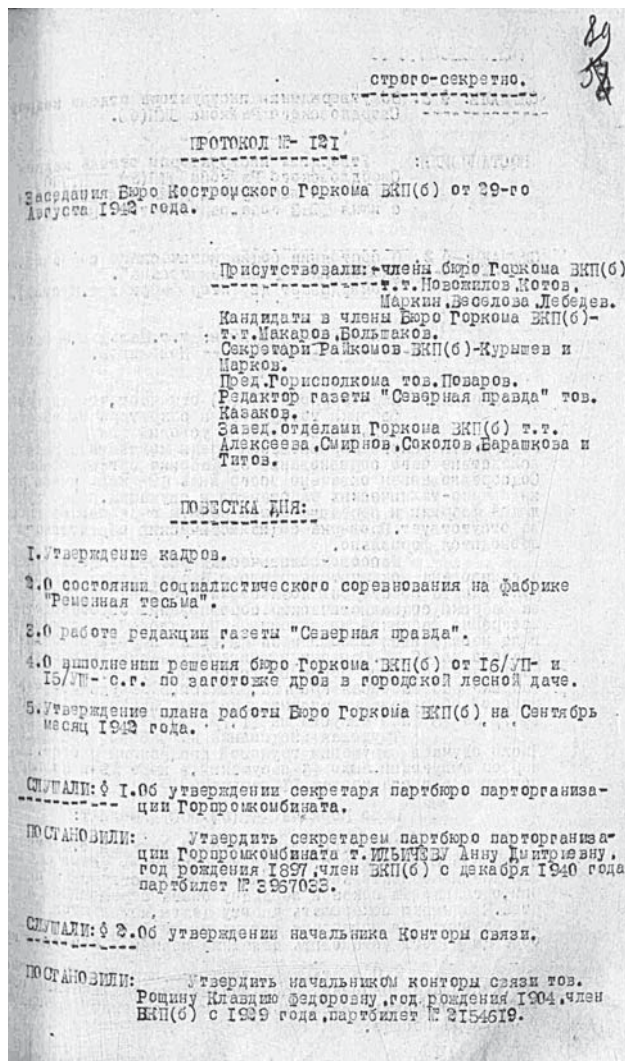 89
строго-секретно.
ПРОТОКОЛ №- 121
Заседания Бюро Костромского Горкома ВКП(б) от 29-го
Августа 1942 года.
Присутствовали:-члены бюро Горкома ВКП(б)
т.т.Новожилов,Котов,
Маркин,Веселова,Лебедев.
Кандидаты в члены Бюро Горкома ВКП(б)-
т.т.Макаров,Большаков.
Секретари Райкомов ВКП(б)-Курышев и
Марков.
Пред.Горисполкома тов.Поваров.
Редактор газеты "Северная правда" тов.
Казаков.
Завед.отделами Горкома ВКП(б) т.т.
Алексеева,Смирнов,Соколов,Барашкова и
Титов.
ПОВЕСТКА ДНЯ:
1.Утверждение кадров.
2.О состоянии социалистического соревнования на фабрике
"Ременная тесьма".
3.О работе редакции газеты "Северная правда".
4.О выполнении решения бюро Горкома ВКП(б) от 16/УП- и
15/УШ- с.г. по заготовке дров в городской лесной даче.
5.Утверждение плана работы Бюро Горкома ВКП(б) на Сентябрь
месяц 1942 года.
СЛУШАЛИ: § 1.Об утверждении секретаря партбюро парторганиза-
ции Горпромкомбината.
ПОСТАНОВИЛИ: Утвердить секретарем партбюро парторганиза-
ции Горпромкомбината т.ИЛЬИЧЕВУ Анну Дмитриевну,
год рождения 1897,член ВКП(б) с декабря 1940 года
партбилет № 3967033.
СЛУШАЛИ: § 2.Об утверждении начальника Конторы связи.
ПОСТАНОВИЛИ: Утвердить начальником конторы связи тов.
Рощину Клавдию Федоровну,год рождения 1904,член
ВКП(б) с 1929 года,партбилет № 2154619.